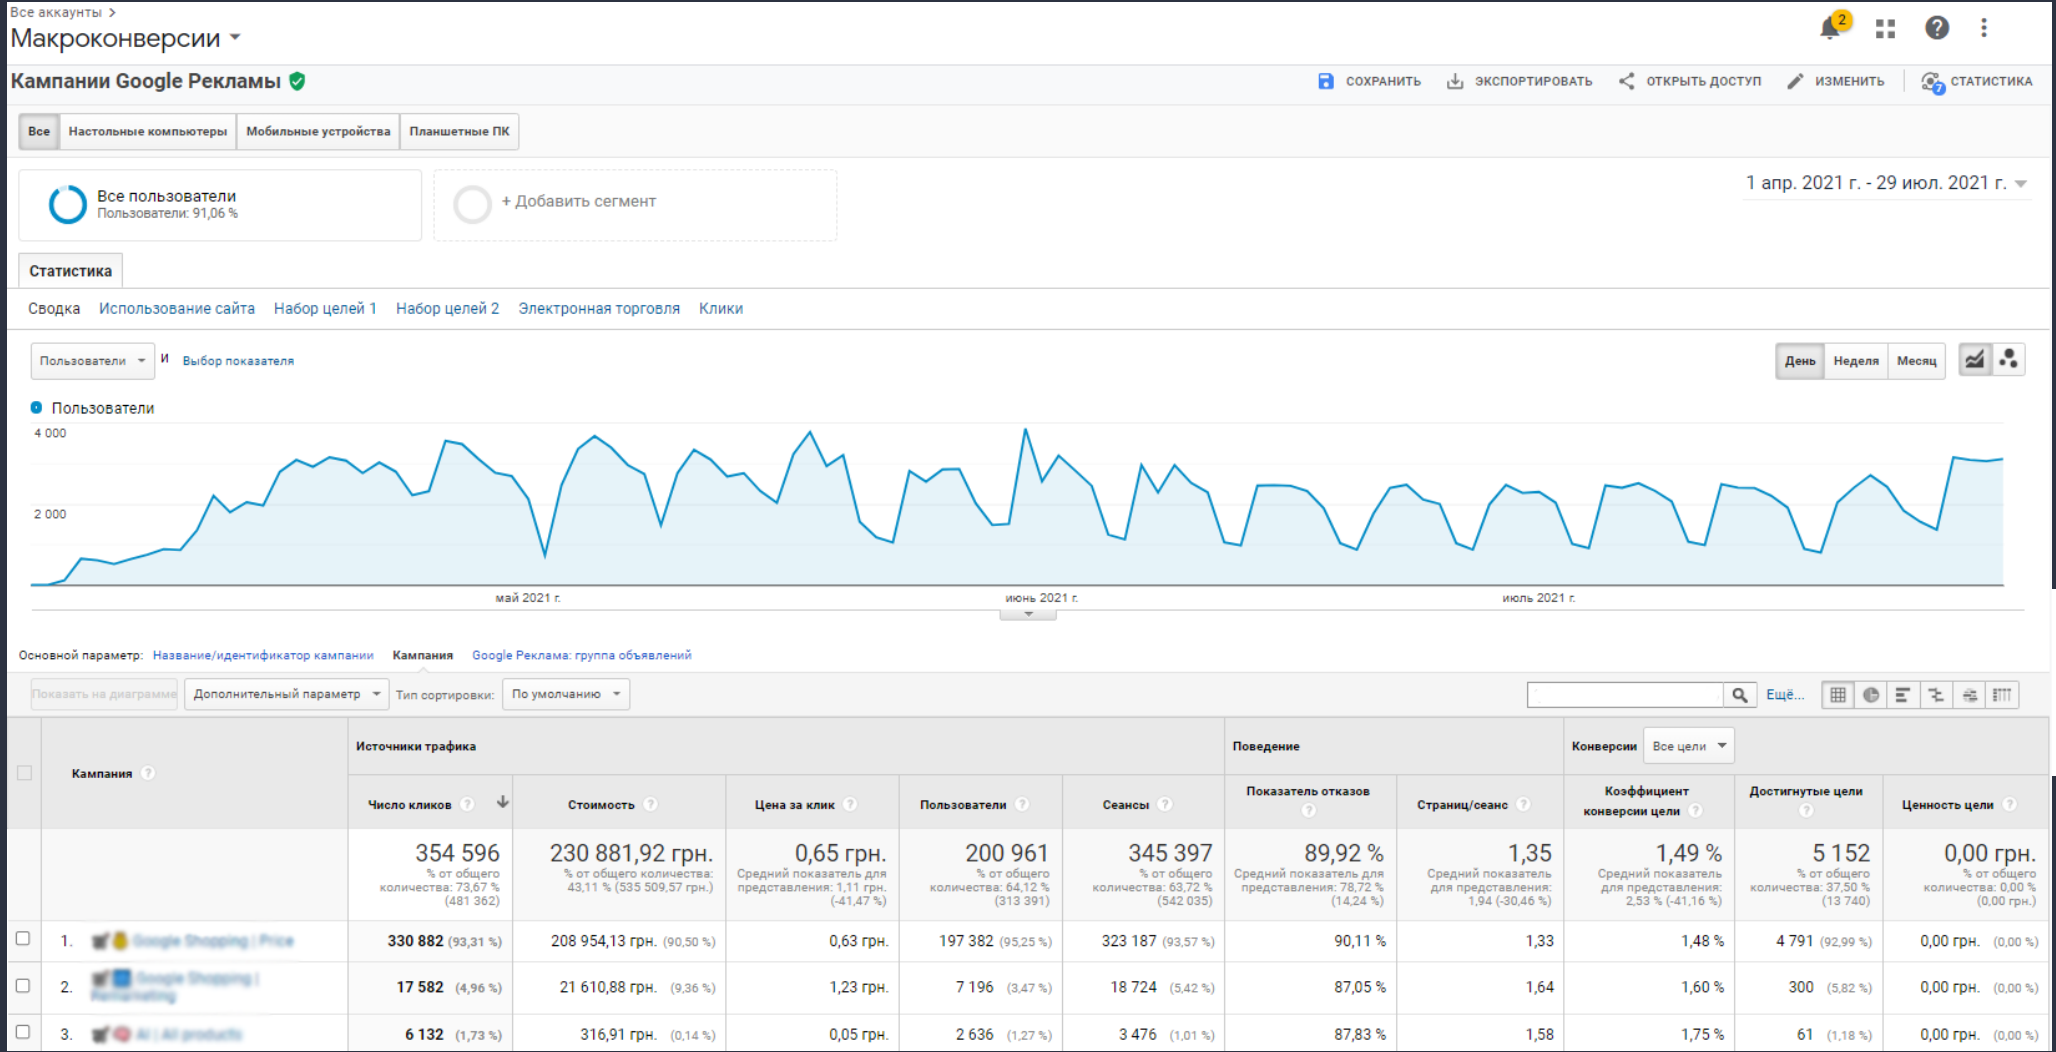 Все аккаунты >
Макроконверсии
2
Кампании Google Рекламы
СОХРАНИТЬ ЭКСПОРТИРОВАТЬ ОТКРЫТЬ ДОСТУП ИЗМЕНИТЬ 7 СТАТИСТИКА
Все Настольные компьютеры Мобильные устройства Планшетные ПК
Все пользователи
Пользователи: 91,06 %
+ Добавить сегмент
1 апр. 2021 г. - 29 июл. 2021 г.
Статистика
Сводка Использование сайта Набор целей 1 Набор целей 2 Электронная торговля Клики
Пользователи и Выбор показателя
День Неделя Месяц
Пользователи
4 000
2 000
май 2021 г. июнь 2021 г. июль 2021 г.
Основной параметр: Название/идентификатор кампании Кампания Google Реклама: группа объявлений
Показать на диаграмме Дополнительный параметр Тип сортировки: По умолчанию Ещё...
Источники трафика Поведение Конверсии Все цели
Кампания ?
Число кликов ? Стоимость ? Цена за клик ? Пользователи ? Сеансы ? Показатель отказов ? Страниц/сеанс ? Коэффициент конверсии цели ? Достигнутые цели ? Ценность цели ?
354 596 230 881,92 грн. 0,65 грн. 200 961 345 397 89,92 % 1,35 1,49 % 5 152 0,00 грн.
% от общего количества: 73,67 % (481 362)
% от общего количества: 43,11 % (535 509,57 грн.)
Средний показатель для представления: 1,11 грн. (-41,47 %)
% от общего количества: 64,12 % (313 391)
% от общего количества: 63,72 % (542 035)
Средний показатель для представления: 78,72 % (14,24 %)
Средний показатель для представления: 1,94 (-30,46 %)
Средний показатель для представления: 2,53 % (-41,16 %)
% от общего количества: 37,50 % (13 740)
% от общего количества: 0,00 % (0,00 грн.)
1. Google Shopping | Price 330 882 (93,31 %) 208 954,13 грн. (90,50 %) 0,63 грн. 197 382 (95,25 %) 323 187 (93,57 %) 90,11 % 1,33 1,48 % 4 791 (92,99 %) 0,00 грн. (0,00 %)
2. Google Shopping | Remarketing 17 582 (4,96 %) 21 610,88 грн. (9,36 %) 1,23 грн. 7 196 (3,47 %) 18 724 (5,42 %) 87,05 % 1,64 1,60 % 300 (5,82 %) 0,00 грн. (0,00 %)
3. All products 6 132 (1,73 %) 316,91 грн. (0,14 %) 0,05 грн. 2 636 (1,27 %) 3 476 (1,01 %) 87,83 % 1,58 1,75 % 61 (1,18 %) 0,00 грн. (0,00 %)